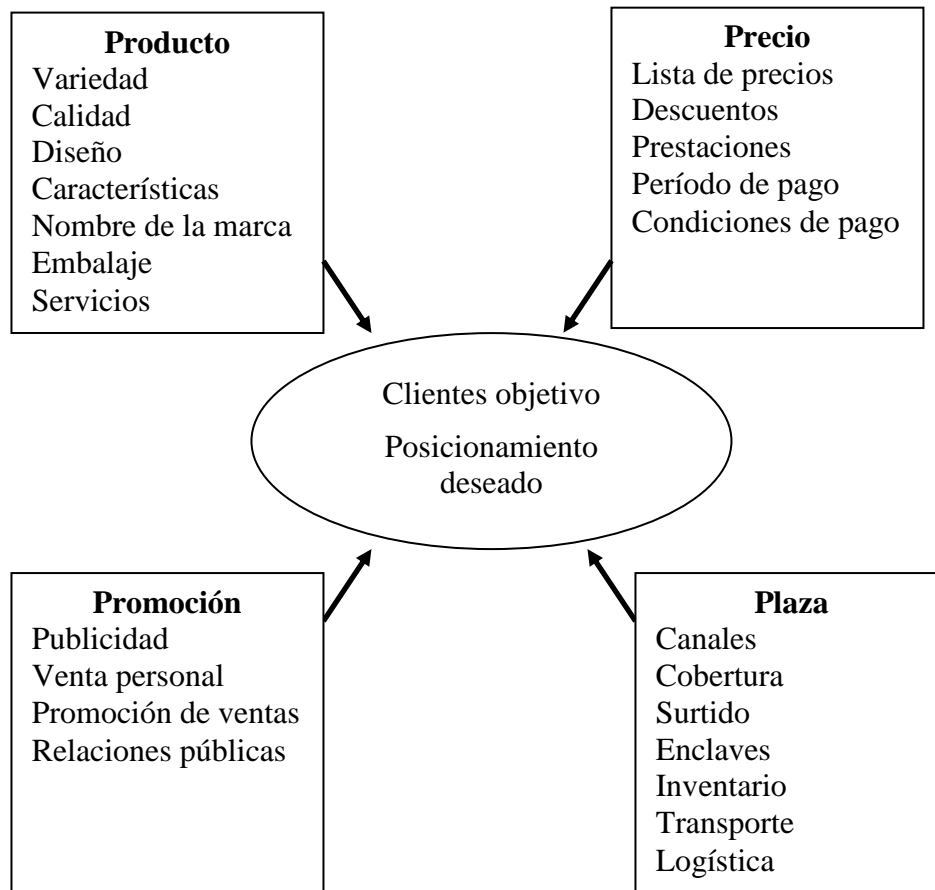 Producto
Variedad
Calidad
Diseño
Características
Nombre de la marca
Embalaje
Servicios
Precio
Lista de precios
Descuentos
Prestaciones
Período de pago
Condiciones de pago
Clientes objetivo
Posicionamiento
deseado
Promoción
Publicidad
Venta personal
Promoción de ventas
Relaciones públicas
Plaza
Canales
Cobertura
Surtido
Enclaves
Inventario
Transporte
Logística